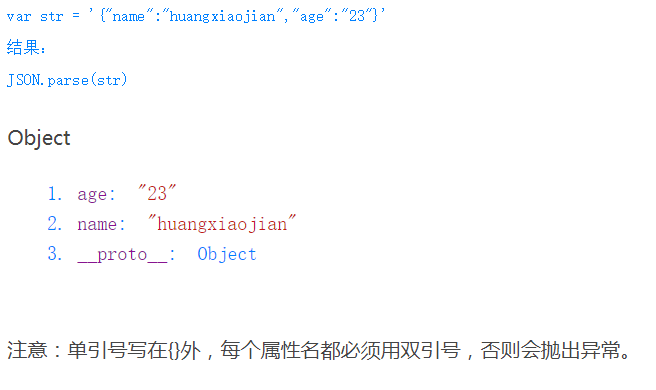 var str = '{"name":"huangxiaojian","age":"23"}'
结果：
JSON.parse(str)
Object
1. age: "23"
2. name: "huangxiaojian"
3. __proto__: Object
注意：单引号写在{}外，每个属性名都必须用双引号，否则会抛出异常。